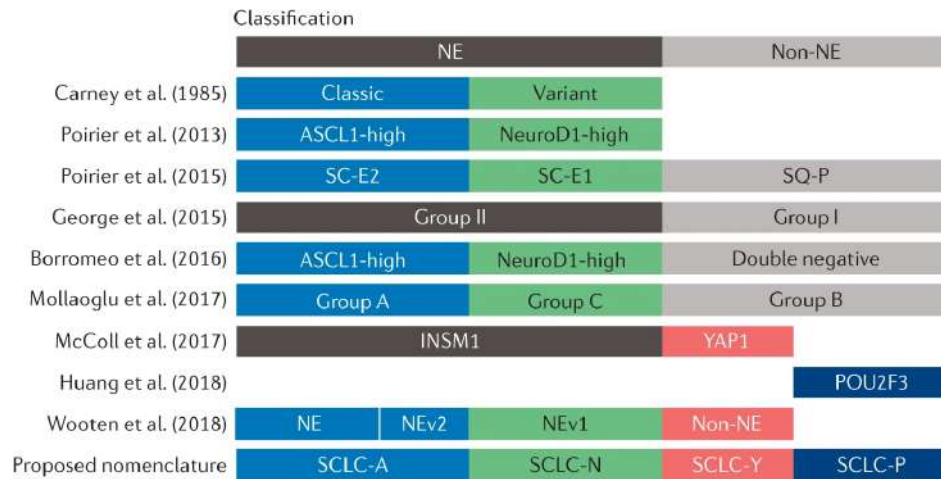 Classification
NE Non-NE
Carney et al. (1985) Classic Variant
Poirier et al. (2013) ASCL1-high NeuroD1-high
Poirier et al. (2015) SC-E2 SC-E1 SQ-P
George et al. (2015) Group II Group I
Borromeo et al. (2016) ASCL1-high NeuroD1-high Double negative
Mollaoglu et al. (2017) Group A Group C Group B
McColl et al. (2017) INSM1 YAP1
Huang et al. (2018) POU2F3
Wooten et al. (2018) NE NEv2 NEv1 Non-NE
Proposed nomenclature SCLC-A SCLC-N SCLC-Y SCLC-P